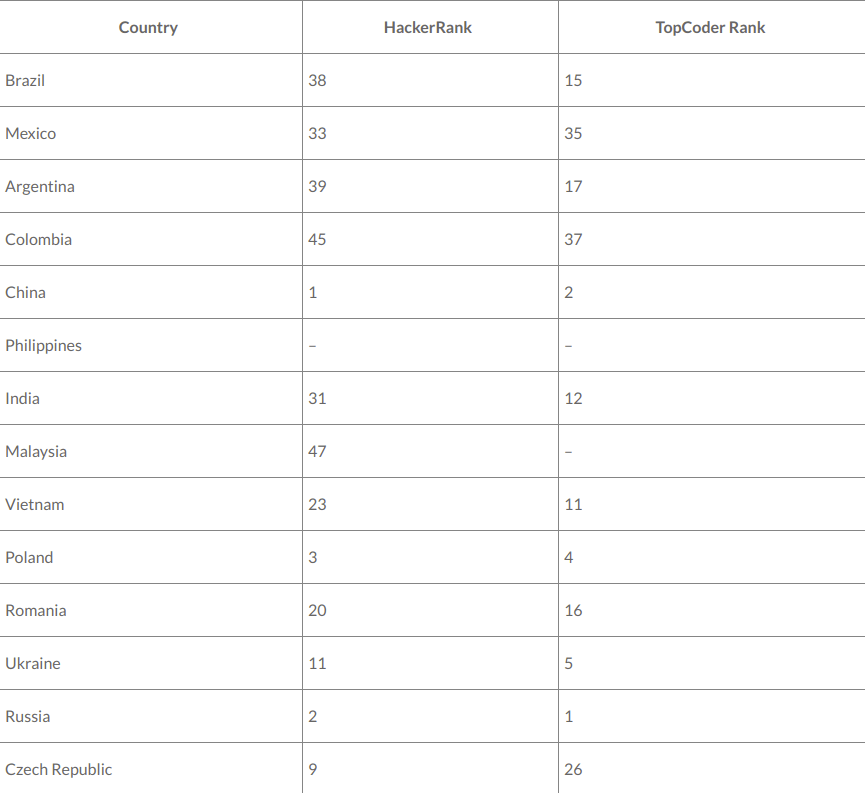 Country HackerRank TopCoder Rank
Brazil 38 15
Mexico 33 35
Argentina 39 17
Colombia 45 37
China 1 2
Philippines – –
India 31 12
Malaysia 47 –
Vietnam 23 11
Poland 3 4
Romania 20 16
Ukraine 11 5
Russia 2 1
Czech Republic 9 26